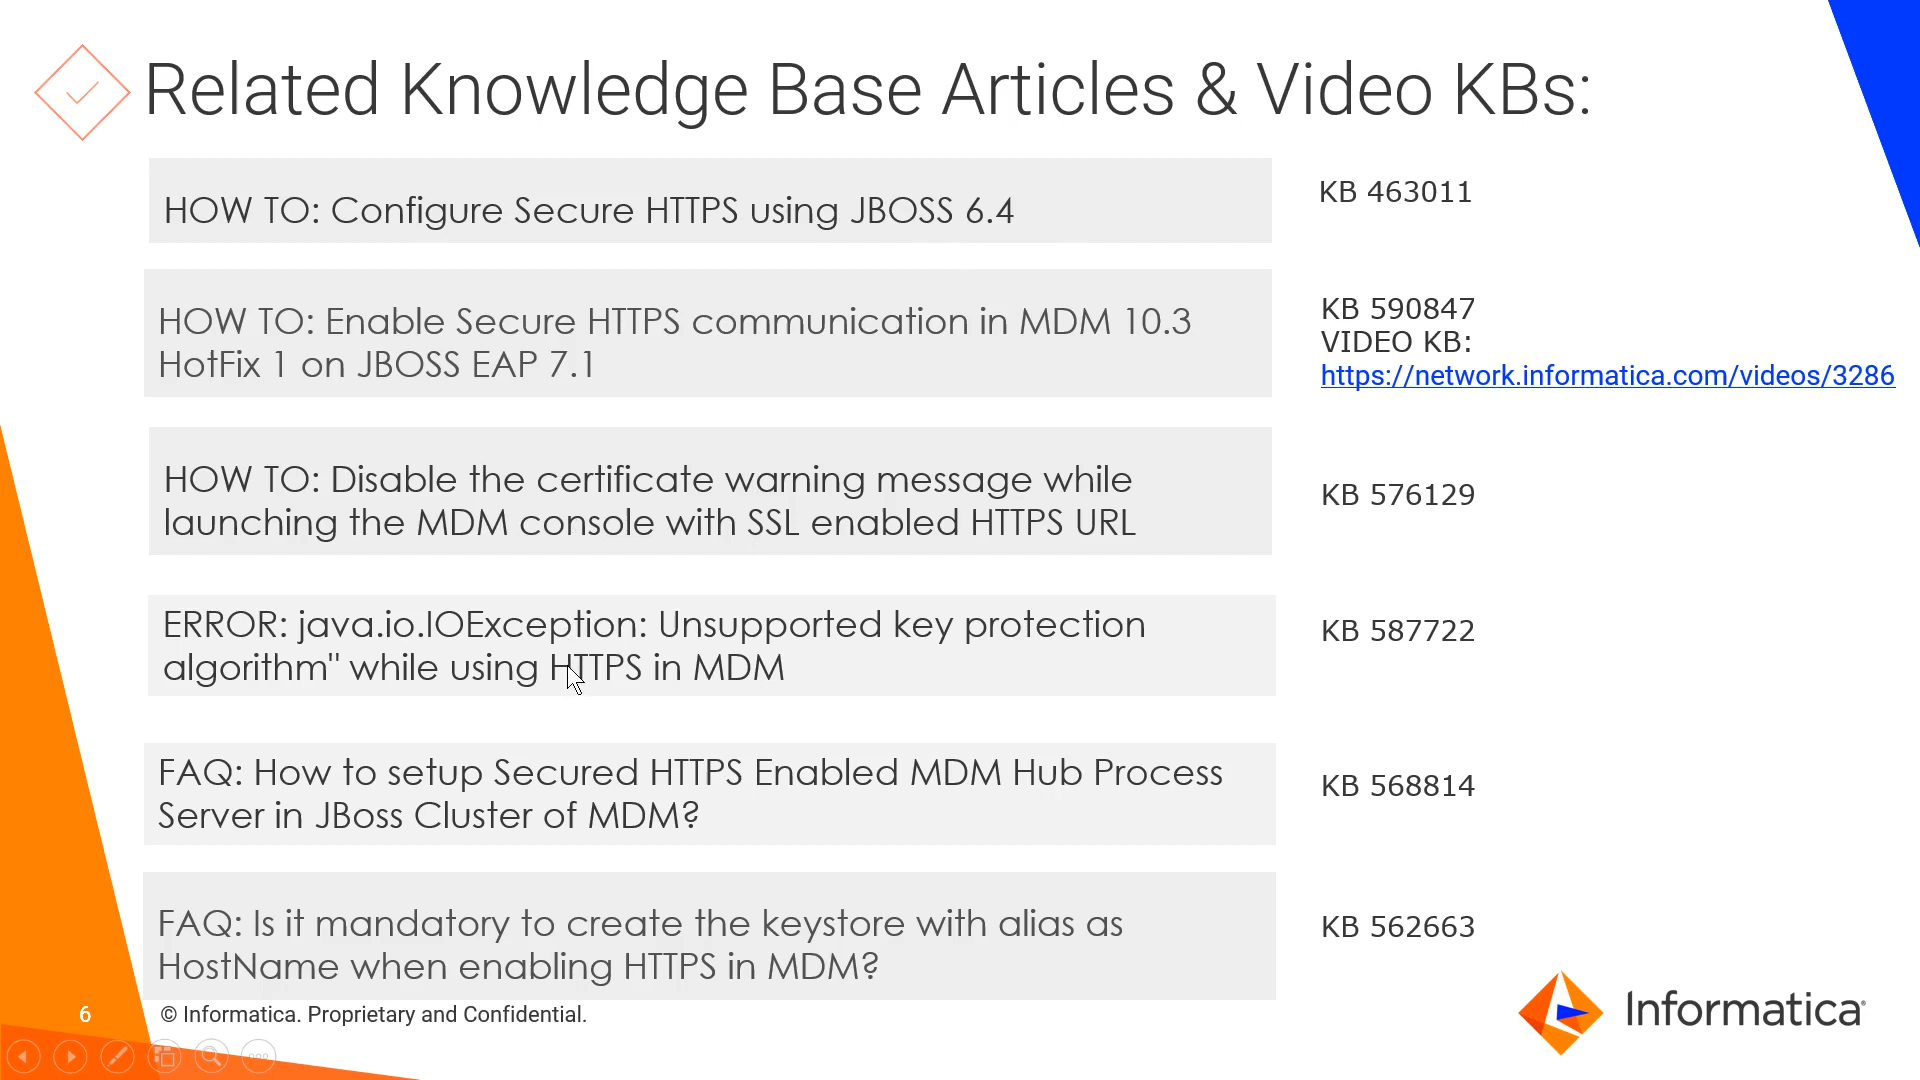 Related Knowledge Base Articles & Video KBs:
HOW TO: Configure Secure HTTPS using JBOSS 6.4
KB 463011
HOW TO: Enable Secure HTTPS communication in MDM 10.3
HotFix 1 on JBOSS EAP 7.1
KB 590847
VIDEO KB:
https://network.informatica.com/videos/3286
HOW TO: Disable the certificate warning message while
launching the MDM console with SSL enabled HTTPS URL
KB 576129
ERROR: java.io.IOException: Unsupported key protection
algorithm" while using HTTPS in MDM
KB 587722
FAQ: How to setup Secured HTTPS Enabled MDM Hub Process
Server in JBoss Cluster of MDM?
KB 568814
FAQ: Is it mandatory to create the keystore with alias as
HostName when enabling HTTPS in MDM?
KB 562663
6
© Informatica. Proprietary and Confidential.
Informatica®